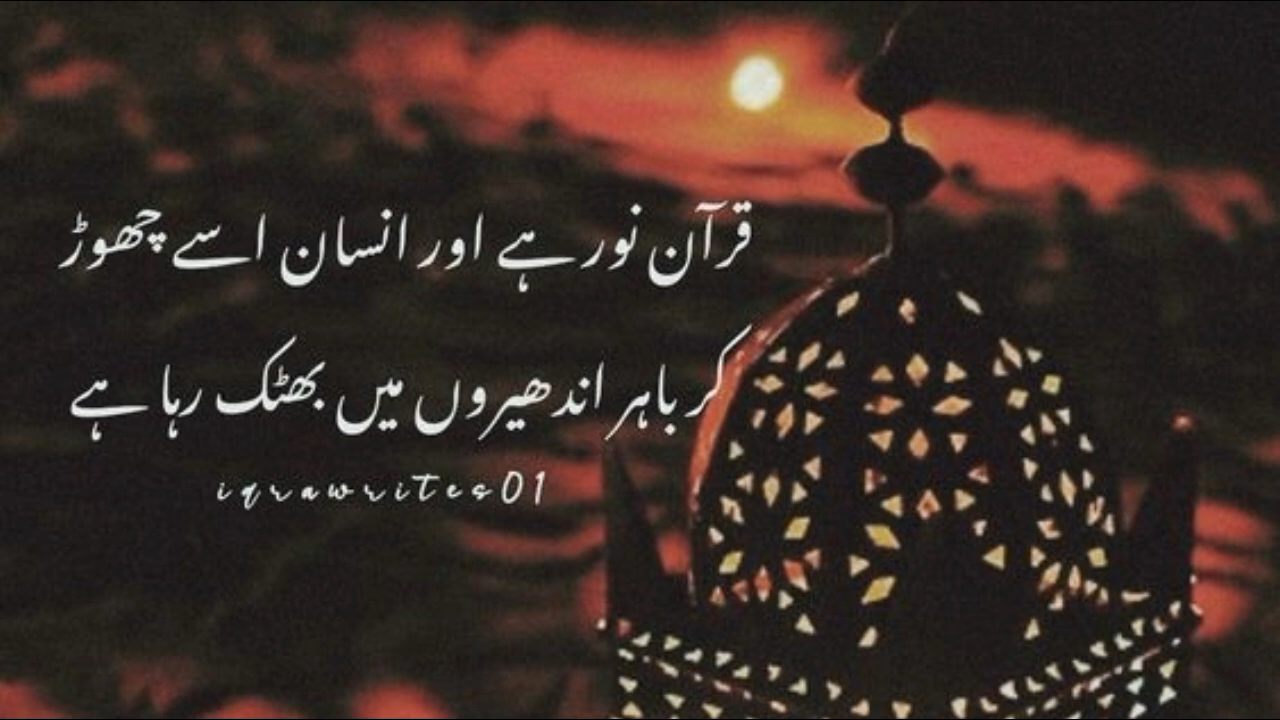 قرآن نور ہے اور انسان اسے چھوڑ
کر باہر اندھیروں میں بھٹک رہا ہے
iqrawrites01